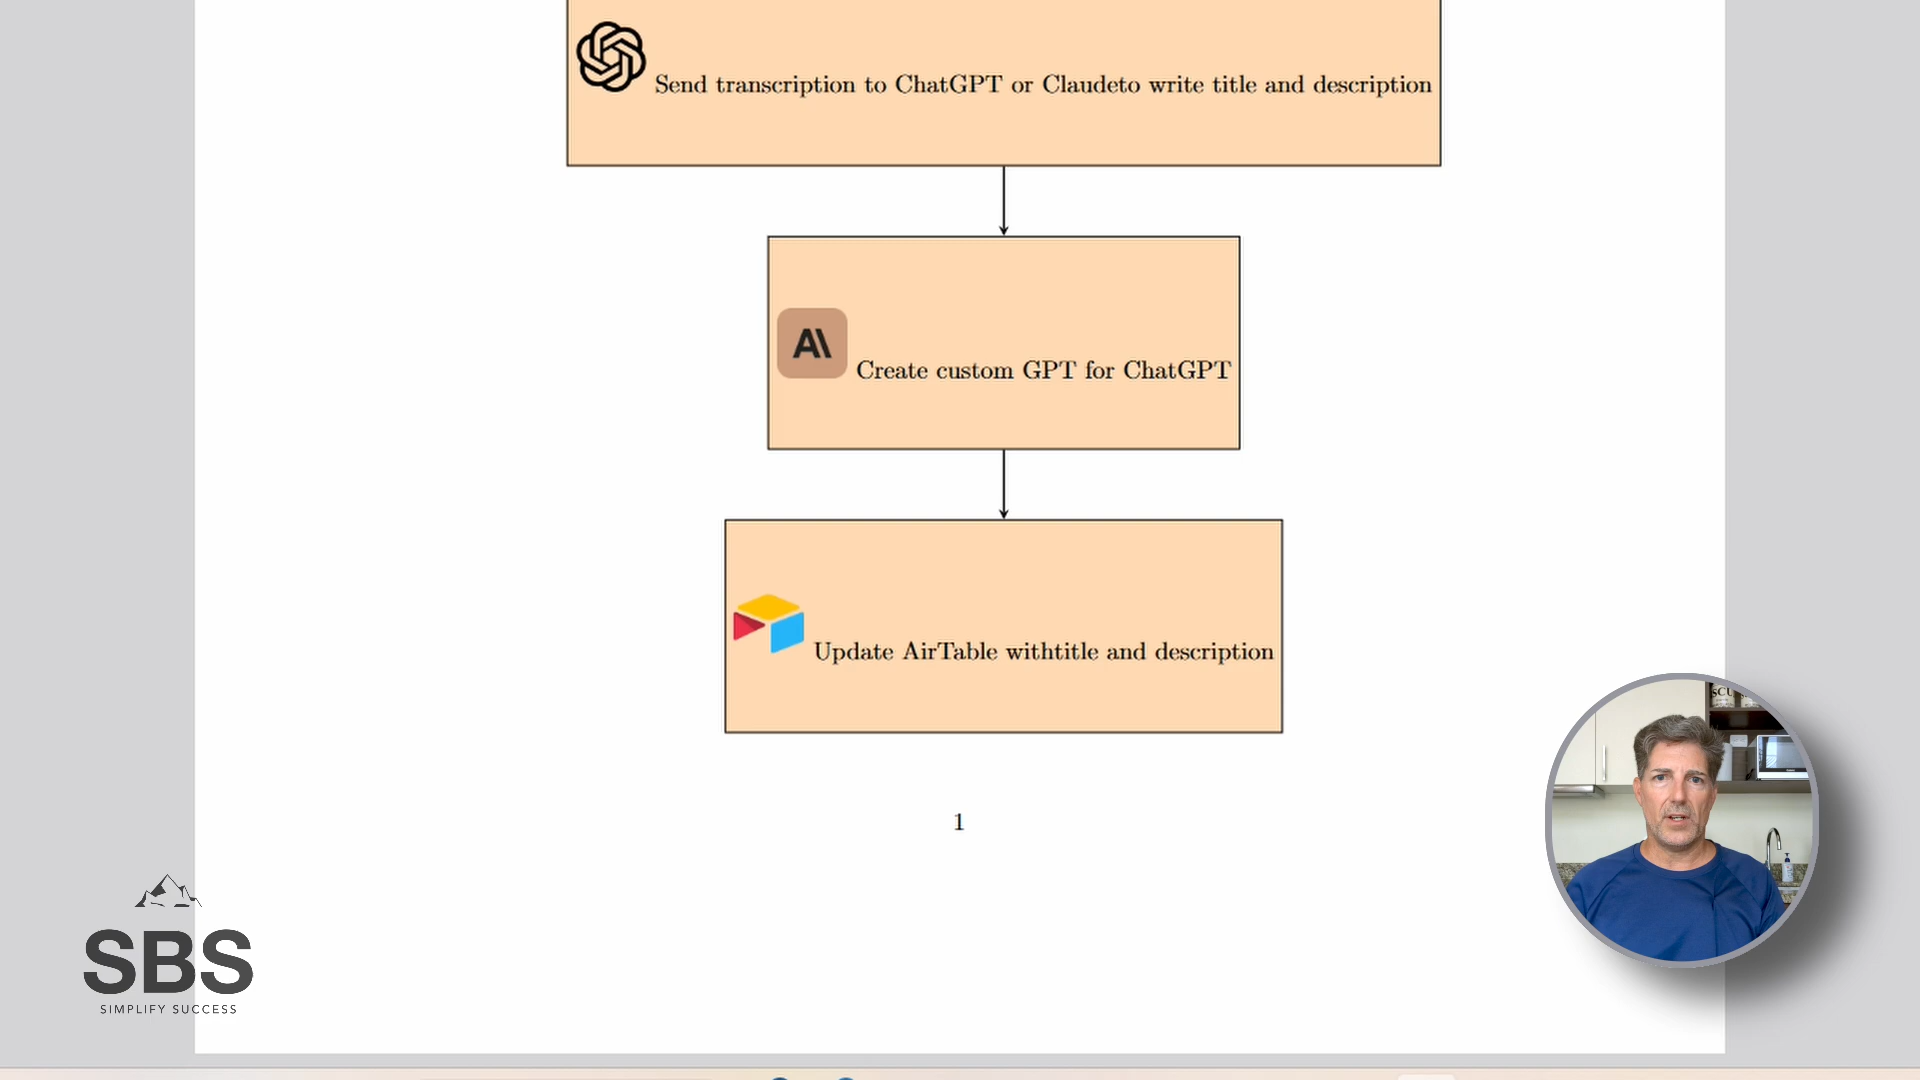 Send transcription to ChatGPT or Claudeto write title and description
A\
Create custom GPT for ChatGPT
Update AirTable withtitle and description
1
SBS
SIMPLIFY SUCCESS